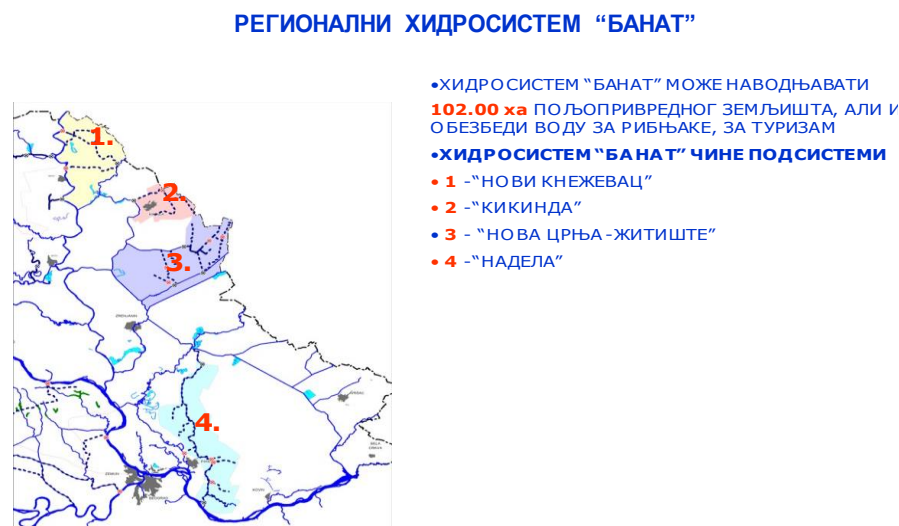 РЕГИОНАЛНИ ХИДРОСИСТЕМ “БАНАТ”
•ХИДРОСИСТЕМ “БАНАТ” МОЖЕ НАВОДЊАВАТИ
102.00 ха ПОЉОПРИВРЕДНОГ ЗЕМЉИШТА, АЛИ И
ОБЕЗБЕДИ ВОДУ ЗА РИБЊАКЕ, ЗА ТУРИЗАМ
•ХИДРОСИСТЕМ “БАНАТ” ЧИНЕ ПОДСИСТЕМИ
• 1 -“НОВИ КНЕЖЕВАЦ”
• 2 -“КИКИНДА”
• 3 - “НОВА ЦРЊА-ЖИТИШТЕ”
• 4 -“НАДЕЛА”
1.
2.
3.
4.